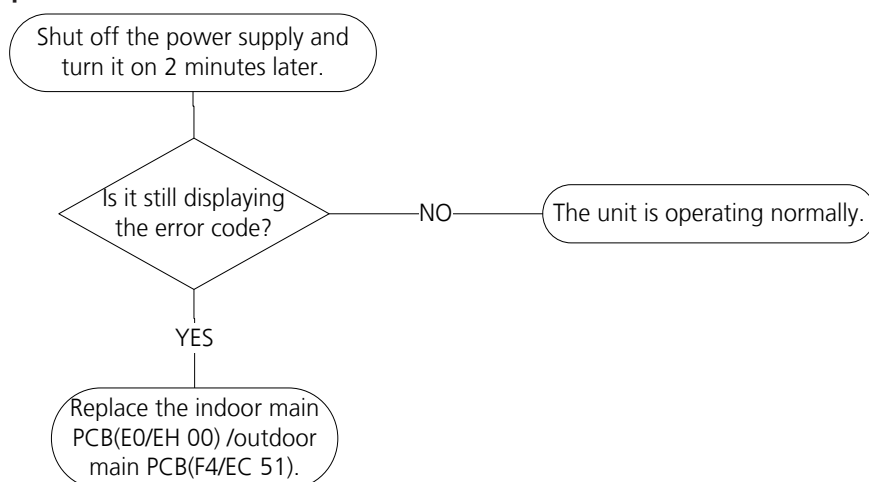 Shut off the power supply and
turn it on 2 minutes later.
Is it still displaying
the error code?
NO
The unit is operating normally.
YES
Replace the indoor main
PCB(E0/EH 00) /outdoor
main PCB(F4/EC 51).